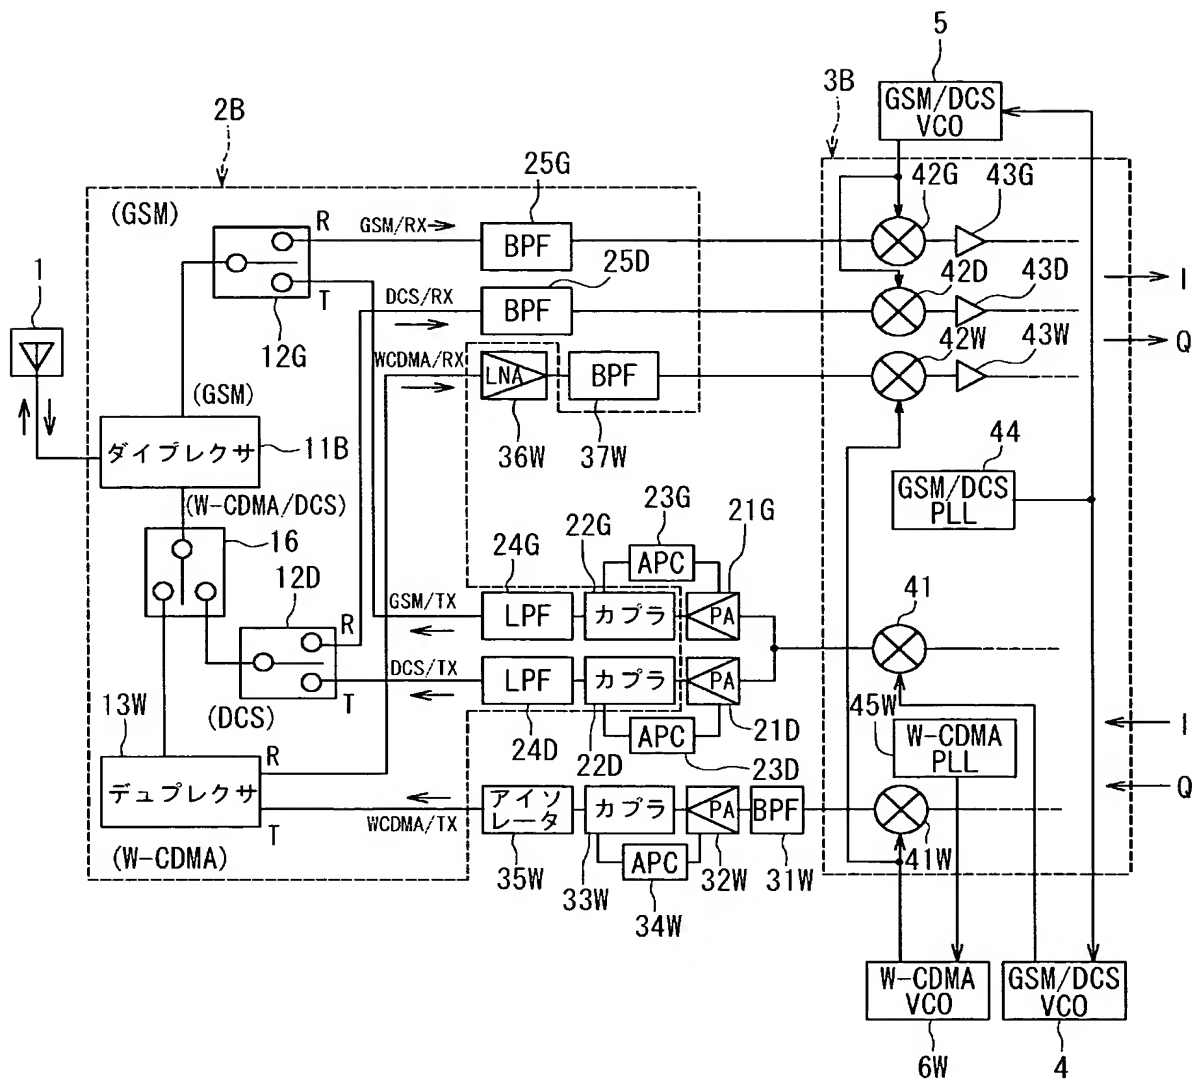 5
GSM/DCS
VCO
3B
2B
25G
42G
43G
(GSM)
R
GSM/RX
BPF
25D
T
12G
DCS/RX
BPF
42D
43D
I
1
WCDMA/RX
LNA
BPF
42W
43W
Q
(GSM)
ダイプレクサ
11B
36W
37W
44
GSM/DCS
PLL
(W-CDMA/DCS)
16
23G
24G
22G
21G
APC
12D
GSM/TX
LPF
カプラ
PA
41
R
DCS/TX
LPF
カプラ
PA
T
(DCS)
13W
24D
22D
APC
21D
23D
45W
W-CDMA
PLL
I
R
デュプレクサ
T
WCDMA/TX
アイソ
レータ
カプラ
PA
BPF
Q
(W-CDMA)
35W
33W
APC
34W
32W
31W
41W
W-CDMA
VCO
GSM/DCS
VCO
6W
4